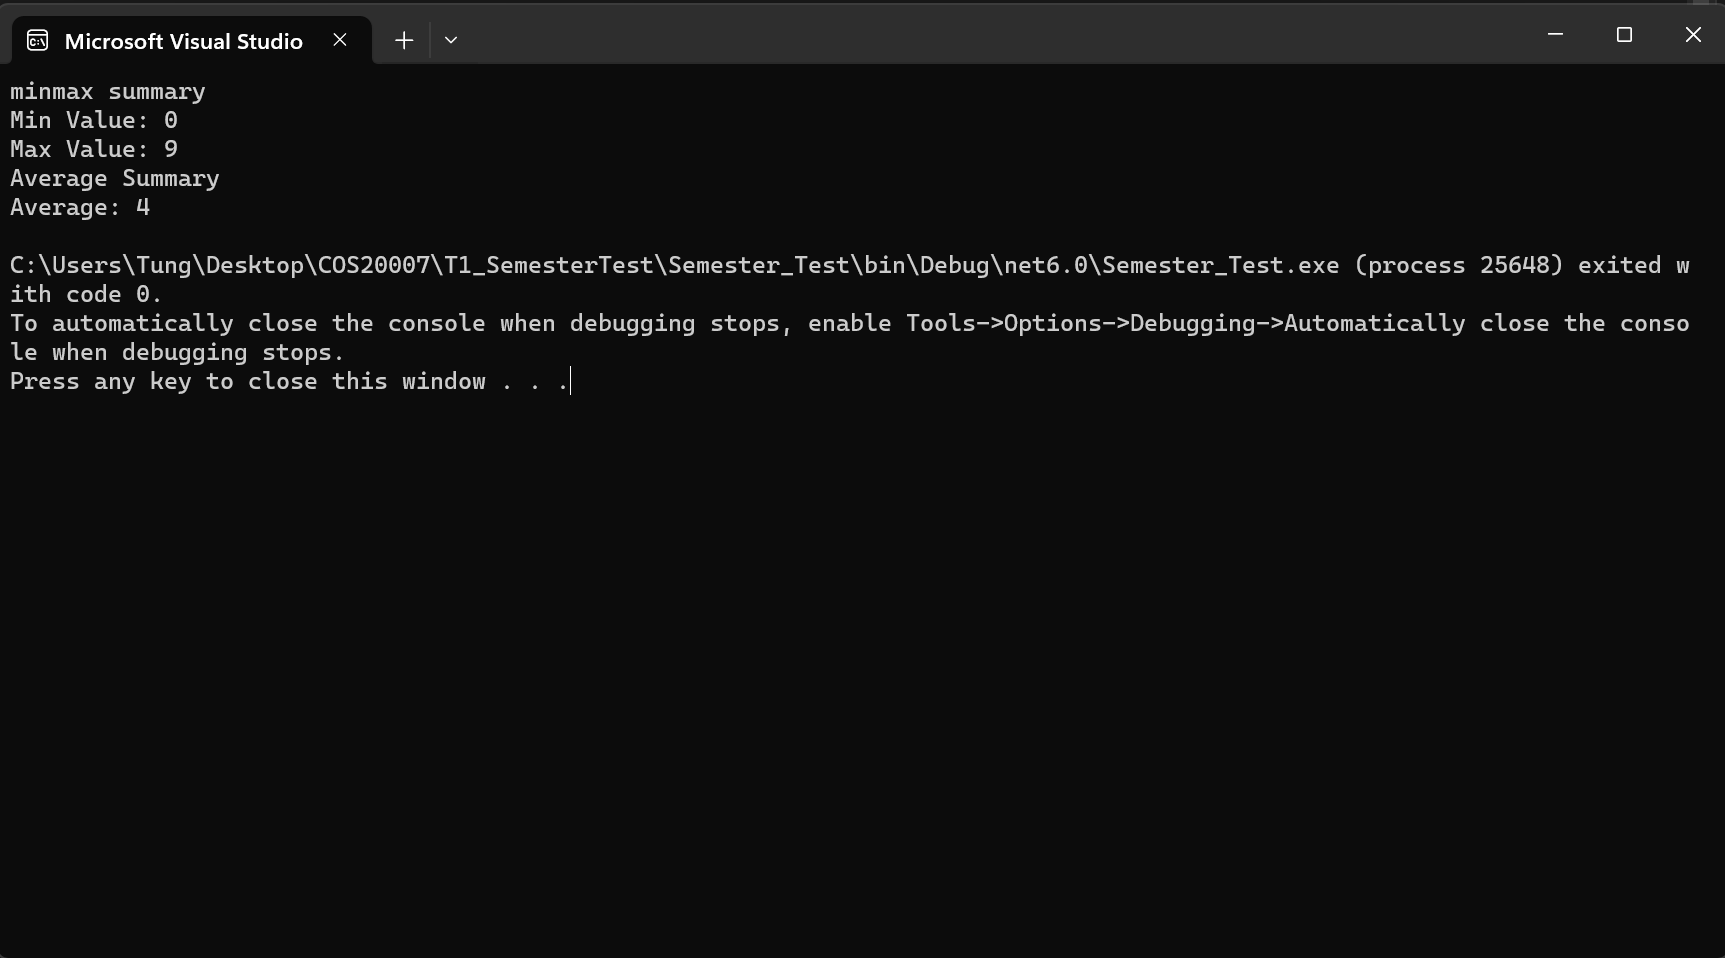 Microsoft Visual Studio
minmax summary
Min Value: 0
Max Value: 9
Average Summary
Average: 4
C:\Users\Tung\Desktop\COS20007\T1_SemesterTest\Semester_Test\bin\Debug\net6.0\Semester_Test.exe (process 25648) exited w
ith code 0.
To automatically close the console when debugging stops, enable Tools->Options->Debugging->Automatically close the conso
le when debugging stops.
Press any key to close this window . . .